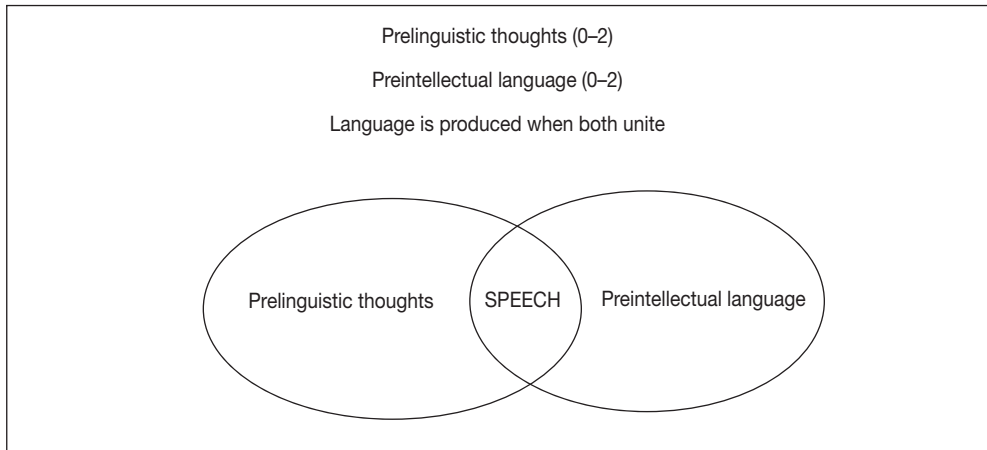 Prelinguistic thoughts (0–2)
Preintellectual language (0–2)
Language is produced when both unite
Prelinguistic thoughts
SPEECH
Preintellectual language